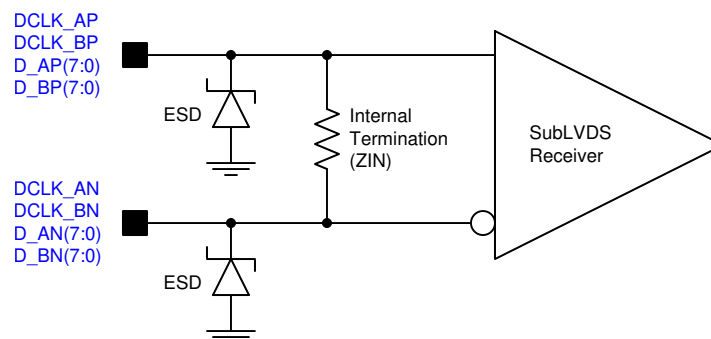 DCLK_AP
DCLK_BP
D_AP(7:0)
D_BP(7:0)
ESD
Internal
Termination
(ZIN)
SubLVDS
Receiver
DCLK_AN
DCLK_BN
D_AN(7:0)
D_BN(7:0)
ESD